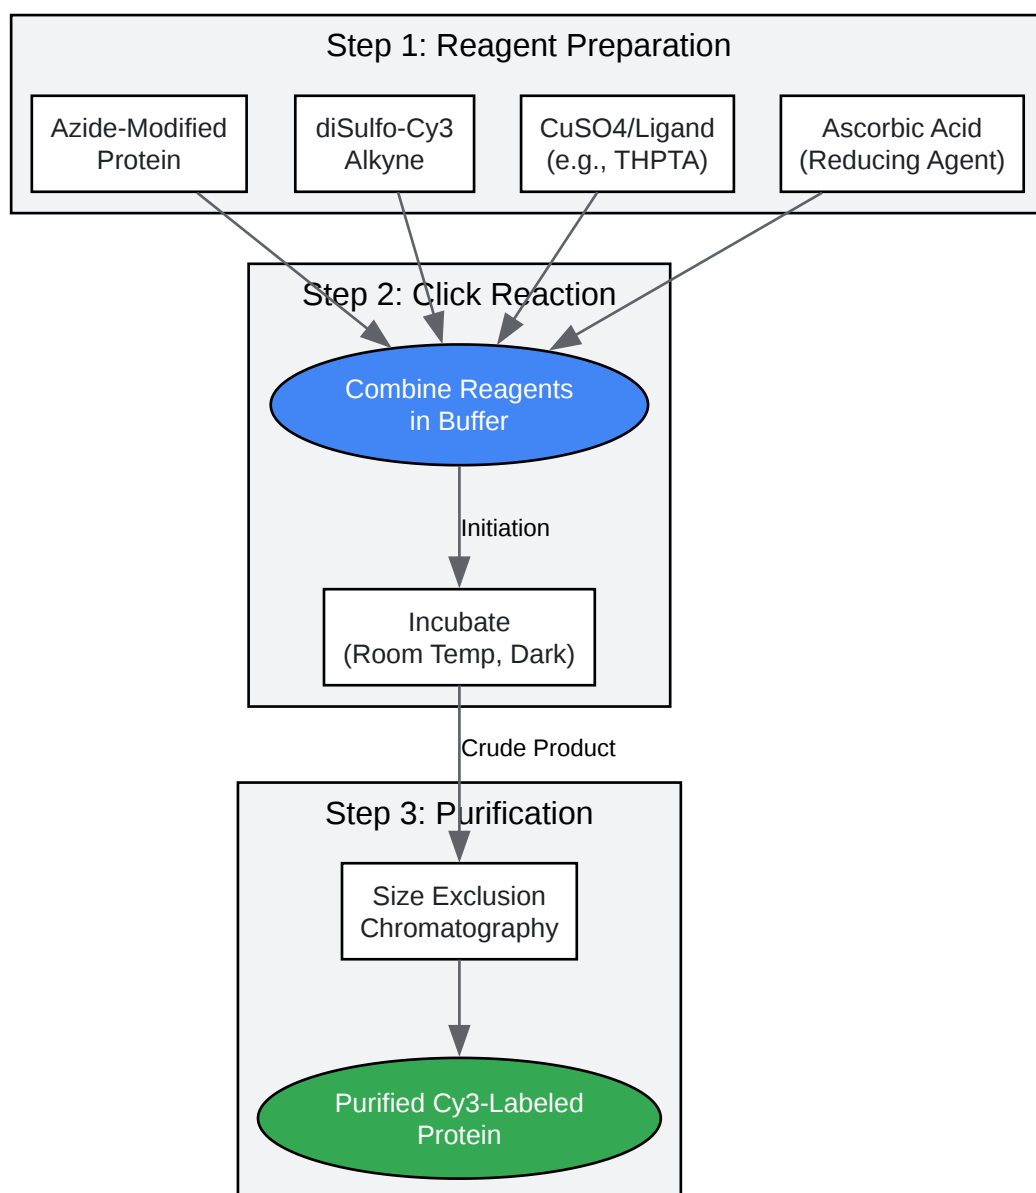 Step 1: Reagent Preparation
Azide-Modified
Protein
diSulfo-Cy3
Alkyne
CuSO4/Ligand
(e.g., THPTA)
Ascorbic Acid
(Reducing Agent)
Step 2: Click Reaction
Combine Reagents
in Buffer
Initiation
Incubate
(Room Temp, Dark)
Crude Product
Step 3: Purification
Size Exclusion
Chromatography
Purified Cy3-Labeled
Protein